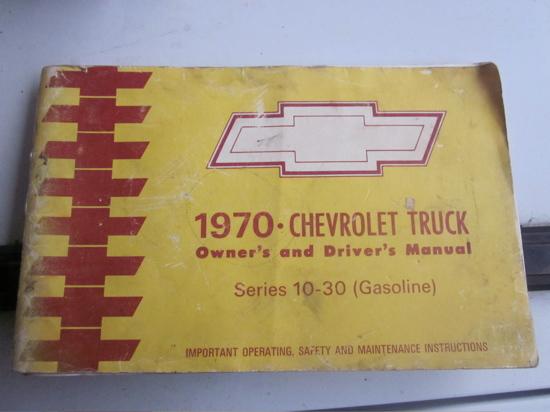 1970 • CHEVROLET TRUCK
Owner's and Driver's Manual
Series 10-30 (Gasoline)
IMPORTANT OPERATING, SAFETY AND MAINTENANCE INSTRUCTIONS